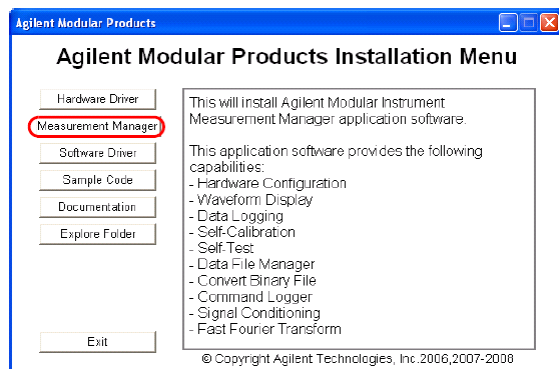 Agilent Modular Products
Agilent Modular Products Installation Menu
Hardware Driver
Measurement Manager
Software Driver
Sample Code
Documentation
Explore Folder
Exit
This will install Agilent Modular Instrument
Measurement Manager application software.
This application software provides the following
capabilities:
- Hardware Configuration
- Waveform Display
- Data Logging
- Self-Calibration
- Self-Test
- Data File Manager
- Convert Binary File
- Command Logger
- Signal Conditioning
- Fast Fourier Transform
© Copyright Agilent Technologies, Inc.2006,2007-2008